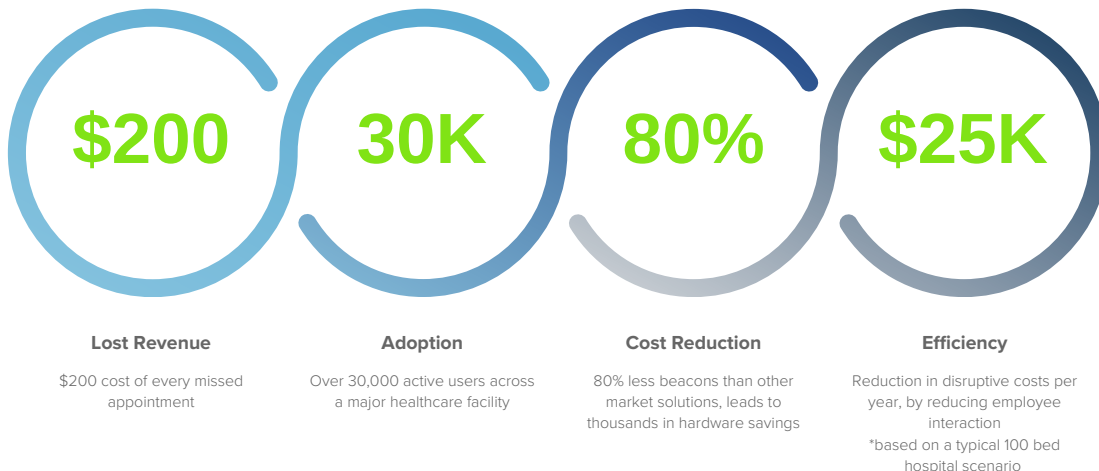 $200
30K
80%
$25K
Lost Revenue
$200 cost of every missed
appointment
Adoption
Over 30,000 active users across
a major healthcare facility
Cost Reduction
80% less beacons than other
market solutions, leads to
thousands in hardware savings
Efficiency
Reduction in disruptive costs per
year, by reducing employee
interaction
*based on a typical 100 bed
hospital scenario